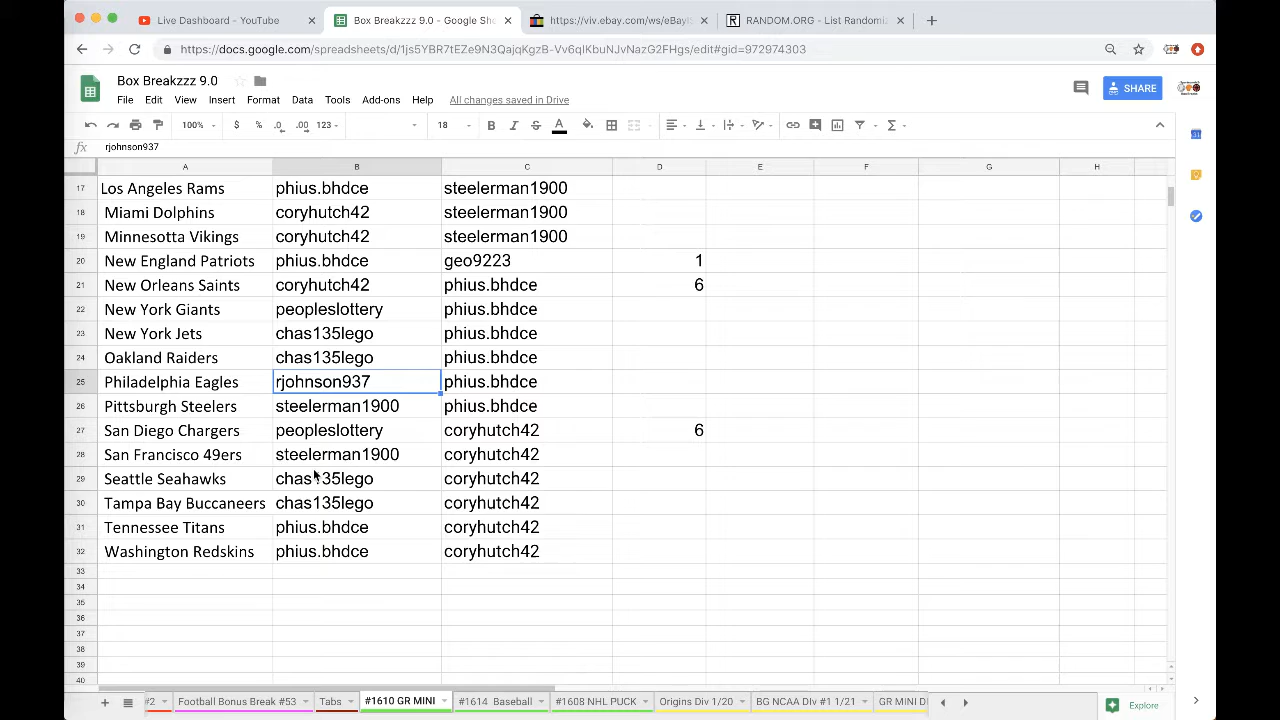 Live Dashboard - YouTube × Box Breakzzz 9.0 - Google She × https://viv.ebay.com/ws/eBayI × RANDOM.ORG - List Randomiz × +
https://docs.google.com/spreadsheets/d/1js5YBR7tEZe9N3QajqKgzB-Vv6qIKbuNJvNazG2FHgs/edit#gid=972974303
Box Breakzzz 9.0
File Edit View Insert Format Data Tools Add-ons Help All changes saved in Drive
SHARE
100% $ % .0 .00 123 18 B I S A Σ
fx rjohnson937
A B C D E F G H
17 Los Angeles Rams phius.bhdce steelerman1900
18 Miami Dolphins coryhutch42 steelerman1900
19 Minnesotta Vikings coryhutch42 steelerman1900
20 New England Patriots phius.bhdce geo9223 1
21 New Orleans Saints coryhutch42 phius.bhdce 6
22 New York Giants peopleslottery phius.bhdce
23 New York Jets chas135lego phius.bhdce
24 Oakland Raiders chas135lego phius.bhdce
25 Philadelphia Eagles rjohnson937 phius.bhdce
26 Pittsburgh Steelers steelerman1900 phius.bhdce
27 San Diego Chargers peopleslottery coryhutch42 6
28 San Francisco 49ers steelerman1900 coryhutch42
29 Seattle Seahawks chas135lego coryhutch42
30 Tampa Bay Buccaneers chas135lego coryhutch42
31 Tennessee Titans phius.bhdce coryhutch42
32 Washington Redskins phius.bhdce coryhutch42
33
34
35
36
37
38
39
40
#2 Football Bonus Break #53 Tabs #1610 GR MINI #1614 Baseball #1608 NHL PUCK Origins Div 1/20 BG NCAA DIv #1 1/21 GR MINI D
Explore